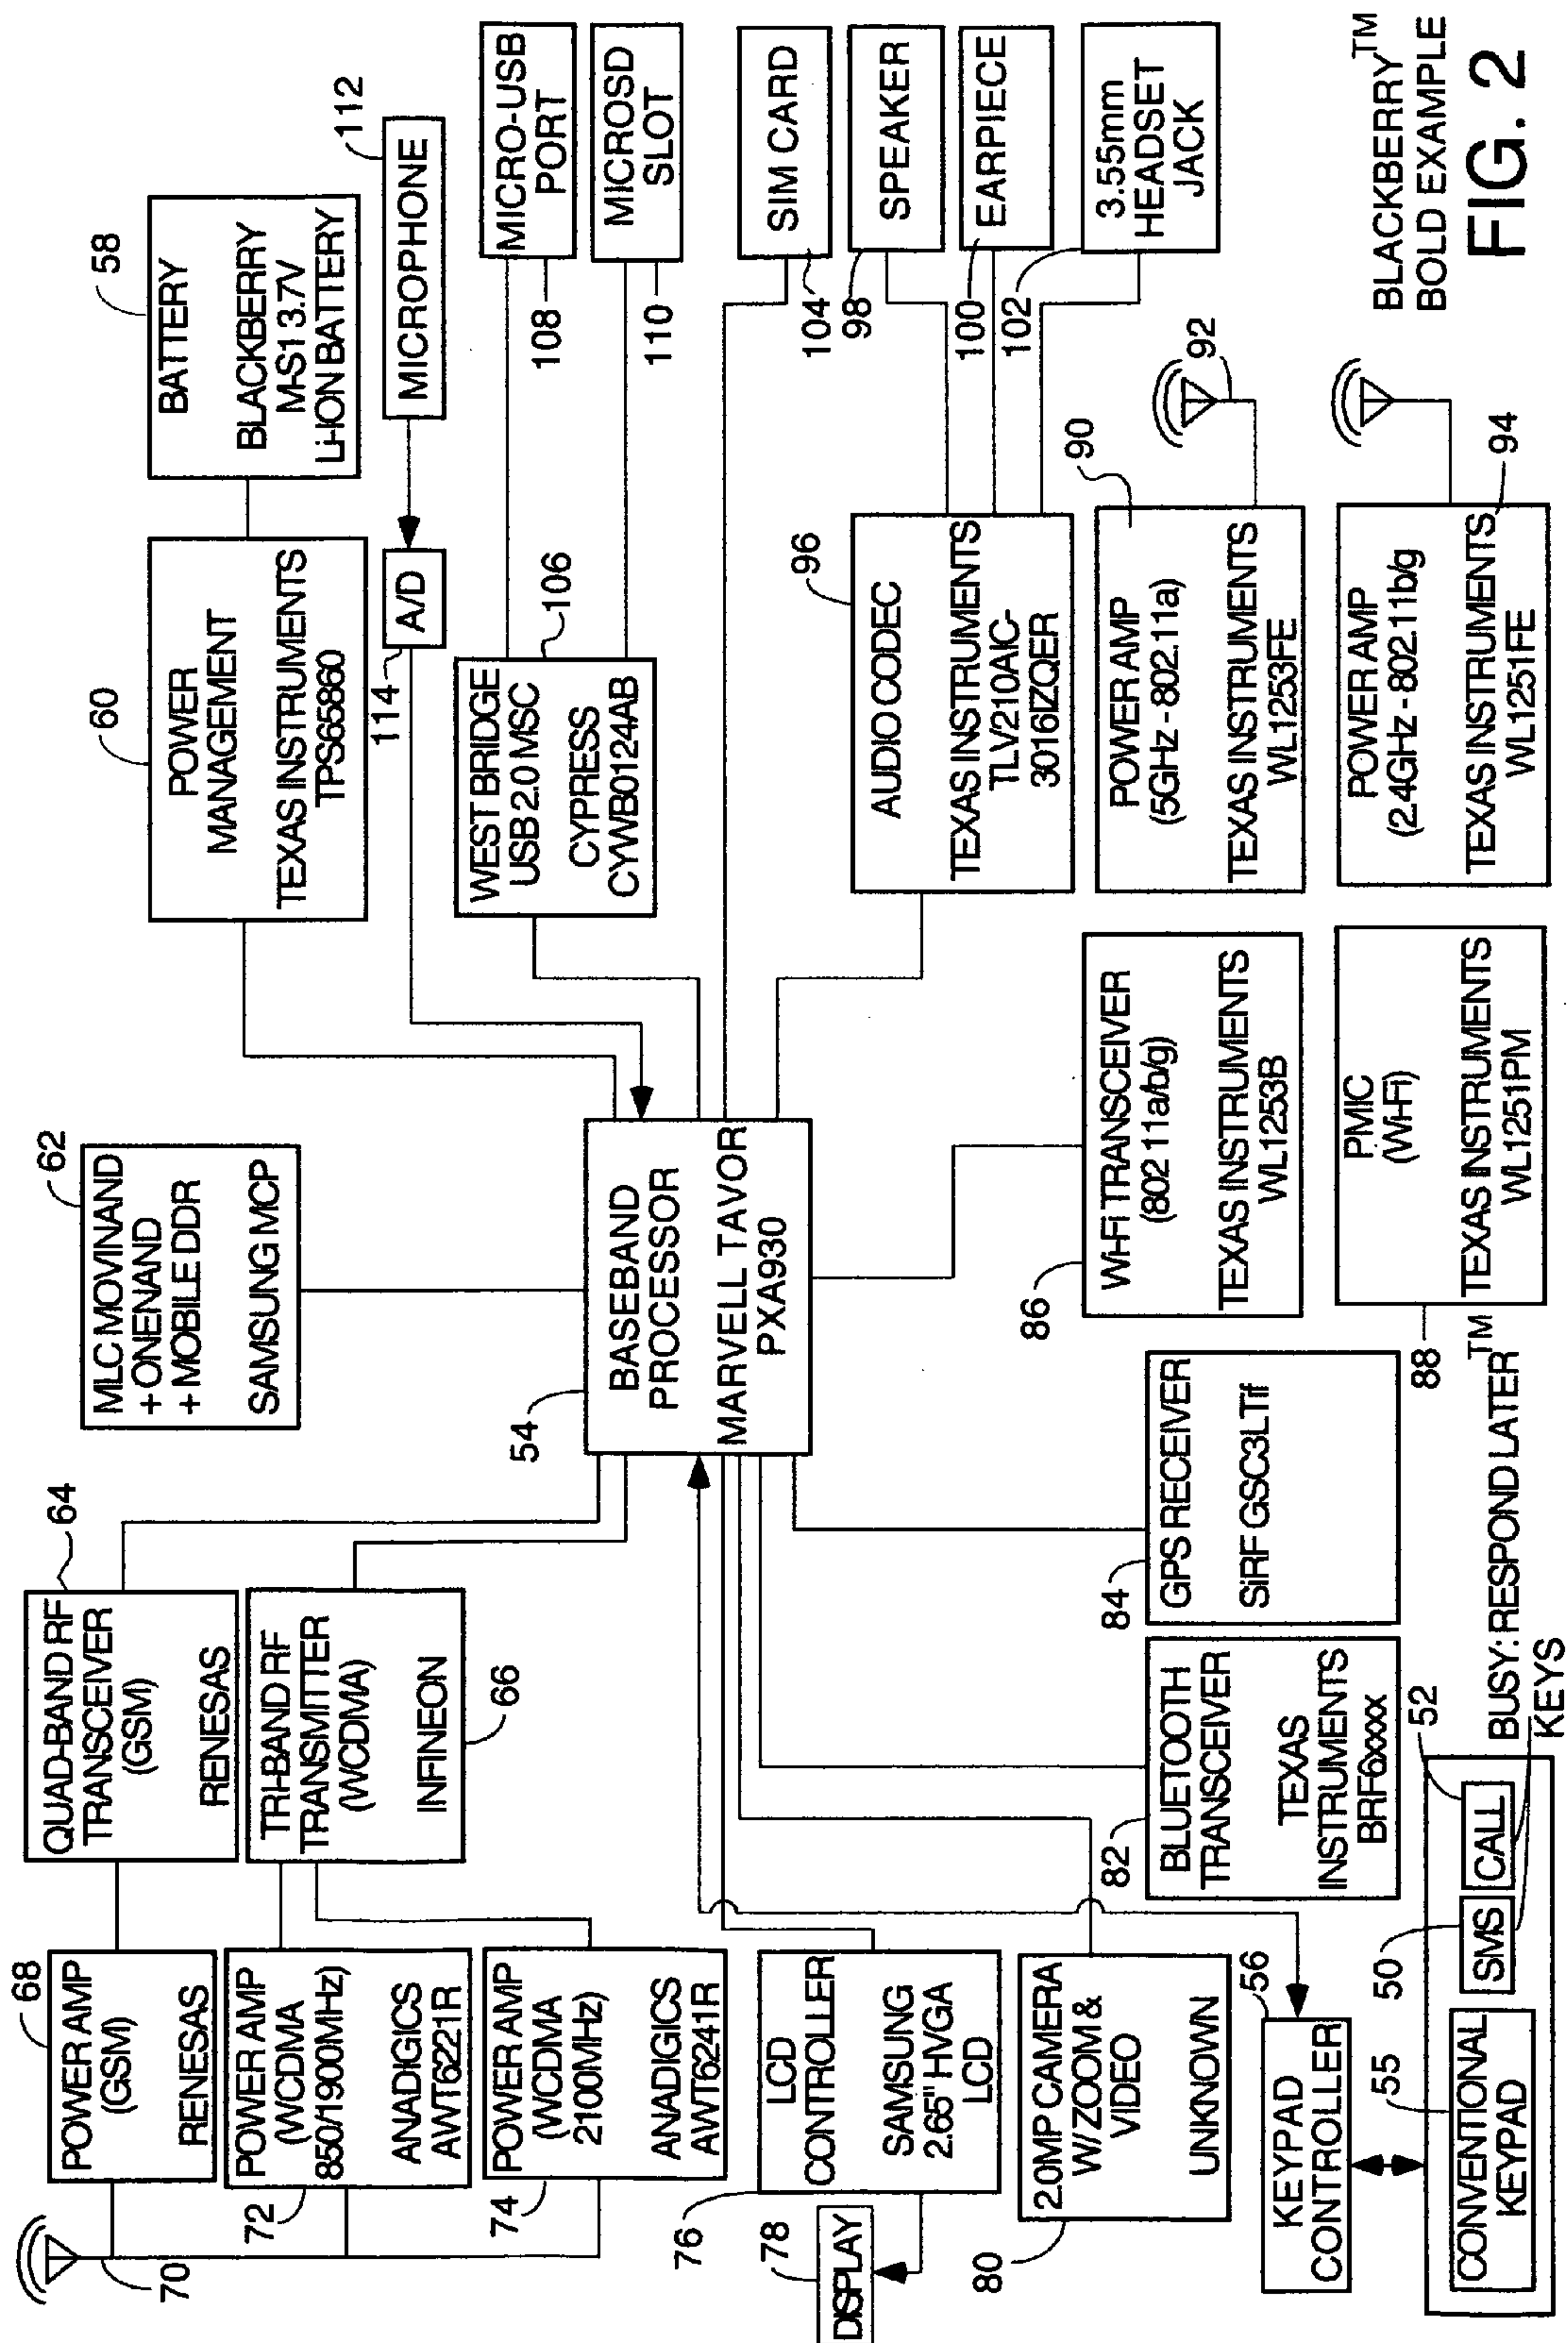 68
POWER AMP
(GSM)
RENESAS
70
POWER AMP
(WCDMA
850/1900MHz)
ANADIGICS
AWT6221R
72
POWER AMP
(WCDMA
2100MHz)
ANADIGICS
AWT6241R
74
64
QUAD-BAND RF
TRANSCEIVER
(GSM)
RENESAS
TRI-BAND RF
TRANSMITTER
(WCDMA)
INFINEON
66
62
MLC MOVINAND
+ ONENAND
+ MOBILE DDR
SAMSUNG MCP
60
POWER
MANAGEMENT
TEXAS INSTRUMENTS
TPS65860
58
BATTERY
BLACKBERRY
M-S1 3.7V
Li-ION BATTERY
114
A/D
MICROPHONE
112
WEST BRIDGE
USB 2.0 MSC
CYPRESS
CYWB0124AB
106
MICRO-USB
PORT
108
MICROSD
SLOT
110
54
BASEBAND
PROCESSOR
MARVELL TAVOR
PXA930
SIM CARD
104
SPEAKER
98
EARPIECE
100
3.55mm
HEADSET
JACK
102
76
LCD
CONTROLLER
SAMSUNG
2.65" HVGA
LCD
78
DISPLAY
96
AUDIO CODEC
TEXAS INSTRUMENTS
TLV210AIC-
3016IZQER
80
2.0MP CAMERA
W/ZOOM &
VIDEO
UNKNOWN
82
BLUETOOTH
TRANSCEIVER
TEXAS
INSTRUMENTS
BRF6xxxx
84
GPS RECEIVER
SiRF GSC3LTif
86
Wi-Fi TRANSCEIVER
(802 11a/b/g)
TEXAS INSTRUMENTS
WL1253B
90
POWER AMP
(5GHz - 802.11a)
TEXAS INSTRUMENTS
WL1253FE
92
56
KEYPAD
CONTROLLER
88
PMIC
(Wi-Fi)
TEXAS INSTRUMENTS
WL1251PM
POWER AMP
(2.4GHz - 802.11b/g
TEXAS INSTRUMENTS
WL1251FE
94
55
CONVENTIONAL
KEYPAD
50
SMS
52
CALL
BUSY: RESPOND LATER TM
KEYS
BLACKBERRY TM
BOLD EXAMPLE
FIG. 2